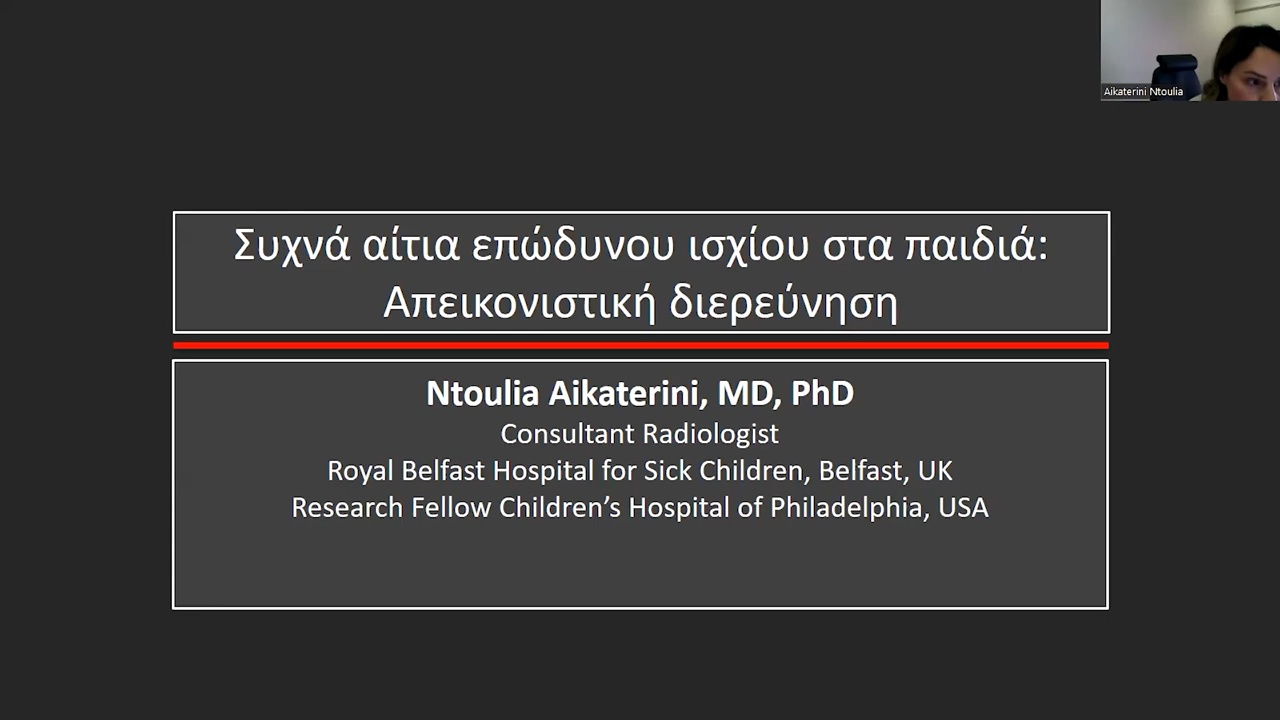 Aikaterini Ntoulia
Συχνά αίτια επώδυνου ισχίου στα παιδιά:
Απεικονιστική διερεύνηση
Ntoulia Aikaterini, MD, PhD
Consultant Radiologist
Royal Belfast Hospital for Sick Children, Belfast, UK
Research Fellow Children’s Hospital of Philadelphia, USA